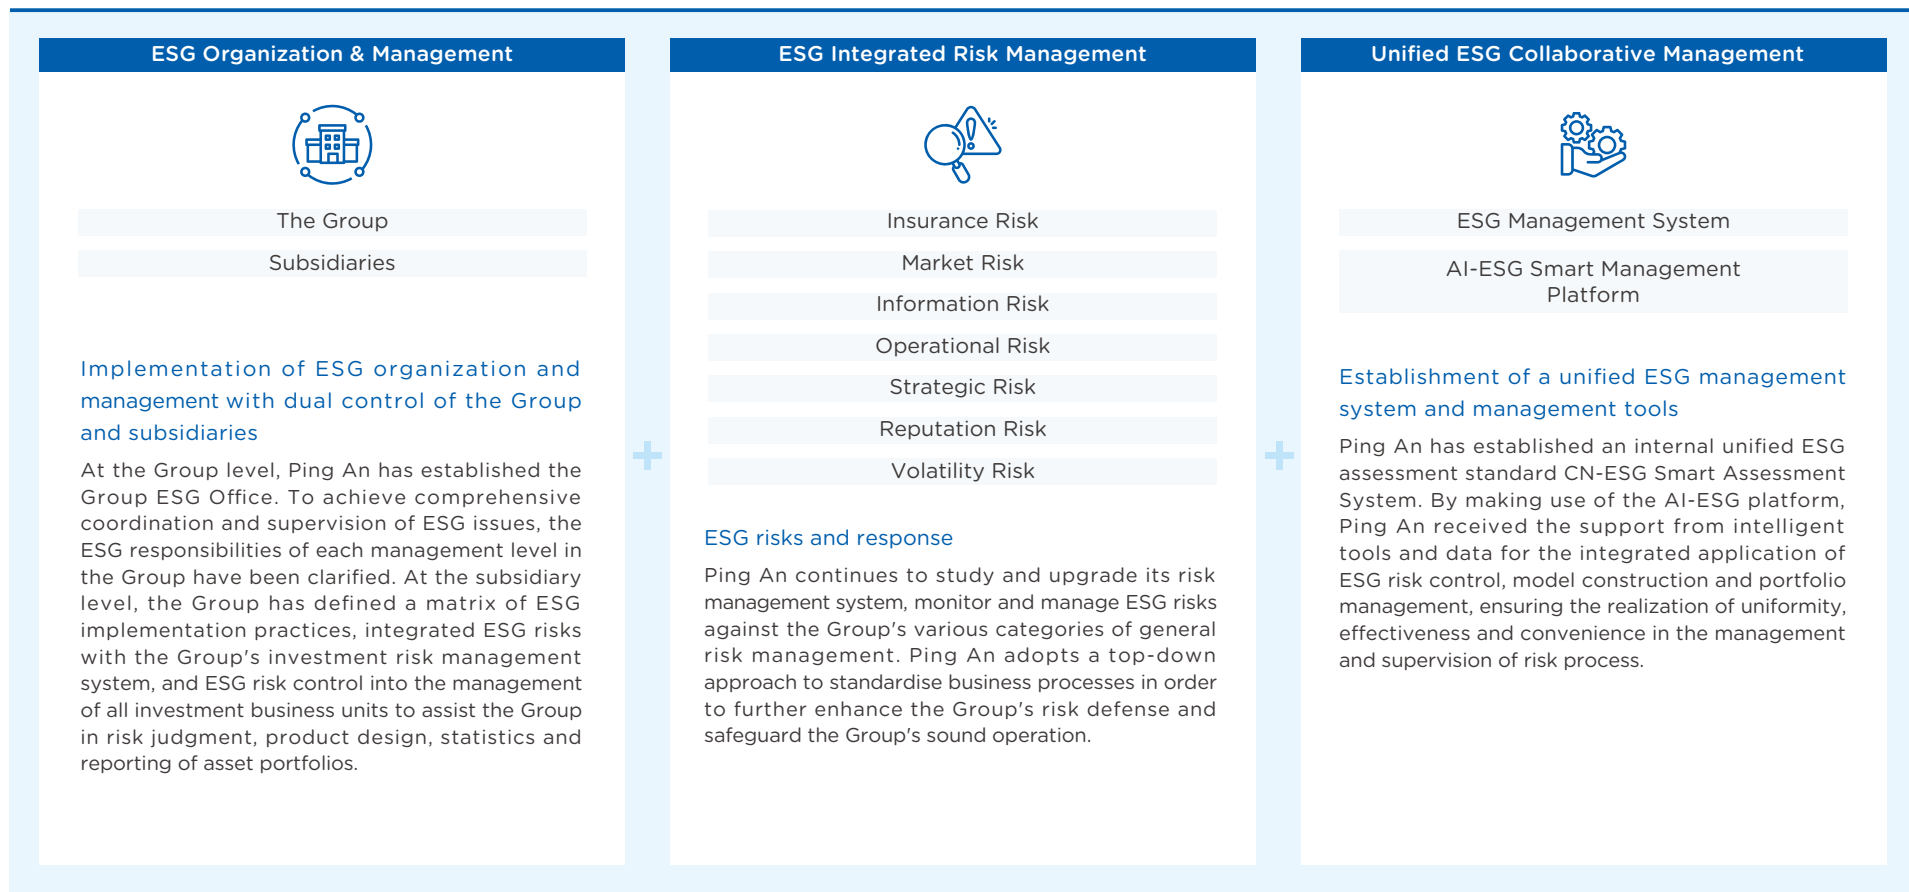 ESG Organization & Management
The Group
Subsidiaries
Implementation of ESG organization and
management with dual control of the Group
and subsidiaries
At the Group level, Ping An has established the
Group ESG Office. To achieve comprehensive
coordination and supervision of ESG issues, the
ESG responsibilities of each management level in
the Group have been clarified. At the subsidiary
level, the Group has defined a matrix of ESG
implementation practices, integrated ESG risks
with the Group's investment risk management
system, and ESG risk control into the management
of all investment business units to assist the Group
in risk judgment, product design, statistics and
reporting of asset portfolios.
+
ESG Integrated Risk Management
Insurance Risk
Market Risk
Information Risk
Operational Risk
Strategic Risk
Reputation Risk
Volatility Risk
ESG risks and response
Ping An continues to study and upgrade its risk
management system, monitor and manage ESG risks
against the Group's various categories of general
risk management. Ping An adopts a top-down
approach to standardise business processes in order
to further enhance the Group's risk defense and
safeguard the Group's sound operation.
+
Unified ESG Collaborative Management
ESG Management System
AI-ESG Smart Management
Platform
Establishment of a unified ESG management
system and management tools
Ping An has established an internal unified ESG
assessment standard CN-ESG Smart Assessment
System. By making use of the AI-ESG platform,
Ping An received the support from intelligent
tools and data for the integrated application of
ESG risk control, model construction and portfolio
management, ensuring the realization of uniformity,
effectiveness and convenience in the management
and supervision of risk process.